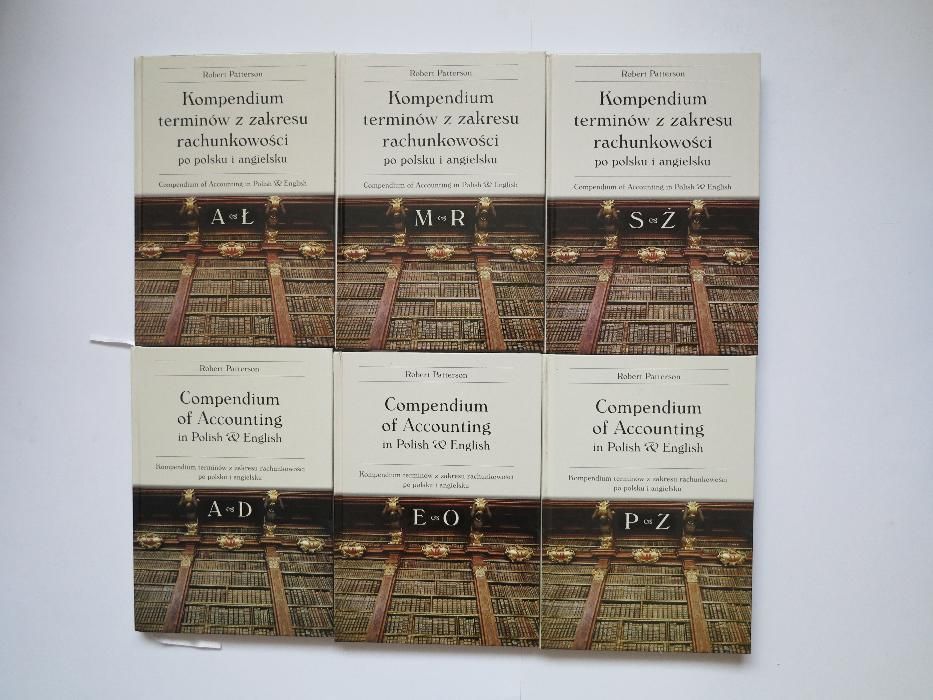 Robert Patterson
Kompendium
terminów z zakresu
rachunkowości
po polsku i angielsku
Compendium of Accounting in Polish & English
A Ł
Robert Patterson
Kompendium
terminów z zakresu
rachunkowości
po polsku i angielsku
Compendium of Accounting in Polish & English
M R
Robert Patterson
Kompendium
terminów z zakresu
rachunkowości
po polsku i angielsku
Compendium of Accounting in Polish & English
S Ż
Robert Patterson
Compendium
of Accounting
in Polish & English
Kompendium terminów z zakresu rachunkowości
po polsku i angielsku
A D
Robert Patterson
Compendium
of Accounting
in Polish & English
Kompendium terminów z zakresu rachunkowości
po polsku i angielsku
E O
Robert Patterson
Compendium
of Accounting
in Polish & English
Kompendium terminów z zakresu rachunkowości
po polsku i angielsku
P Z